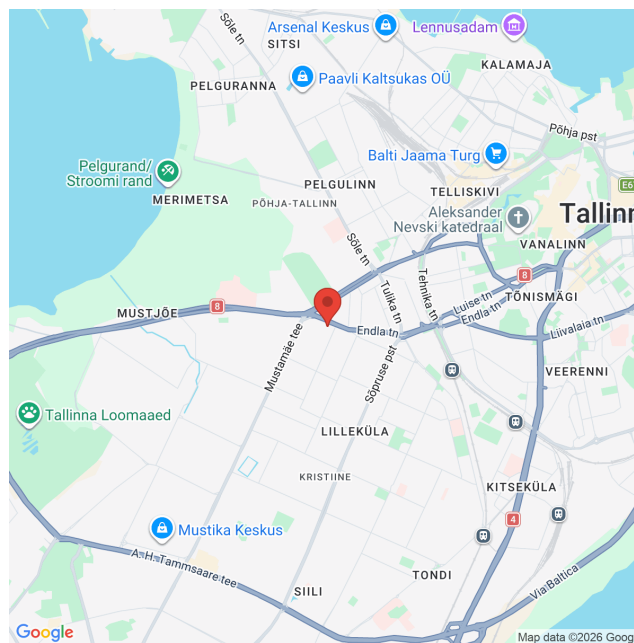 Sõle tn
Arsenal Keskus
SITSI
Lennusadam
KALAMAJA
PELGURANNA
Paavli Kaltsukas OÜ
Põhja pst
Balti Jaama Turg
Pelgurand/
Stroomi rand
MERIMETSA
PELGULINN
PÕHJA-TALLINN
TELLISKIVI
E6
Aleksander
Nevski katedraal
Tallinn
VANALINN
Sõle tn
8
Tehnika tn
Tulika tn
TÕNISMÄGI
Luise tn
Endla tn
MUSTJÕE
8
Endla tn
Liivalaia tn
Mustamäe tee
Sõpruse pst
VEERENNI
Tallinna Loomaaed
LILLEKÜLA
KRISTIINE
KITSEKÜLA
4
Mustika Keskus
A. H. Tammsaare tee
SIILI
TONDI
Via Baltica
Google
Map data ©2026 Goog